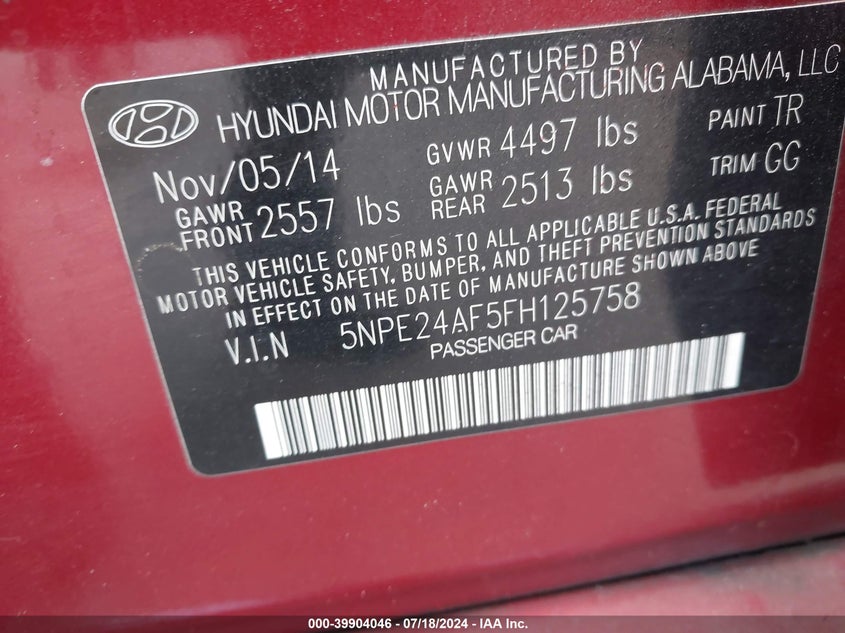 MANUFACTURED BY
HYUNDAI MOTOR MANUFACTURING ALABAMA, LLC
Nov/05/14 GVWR 4497 lbs PAINT TR
GAWR FRONT 2557 lbs GAWR REAR 2513 lbs TRIM GG
THIS VEHICLE CONFORMS TO ALL APPLICABLE U.S.A. FEDERAL
MOTOR VEHICLE SAFETY, BUMPER, AND THEFT PREVENTION STANDARDS
IN EFFECT ON THE DATE OF MANUFACTURE SHOWN ABOVE
V.I.N 5NPE24AF5FH125758
PASSENGER CAR
000-39904046 - 07/18/2024 - IAA Inc.